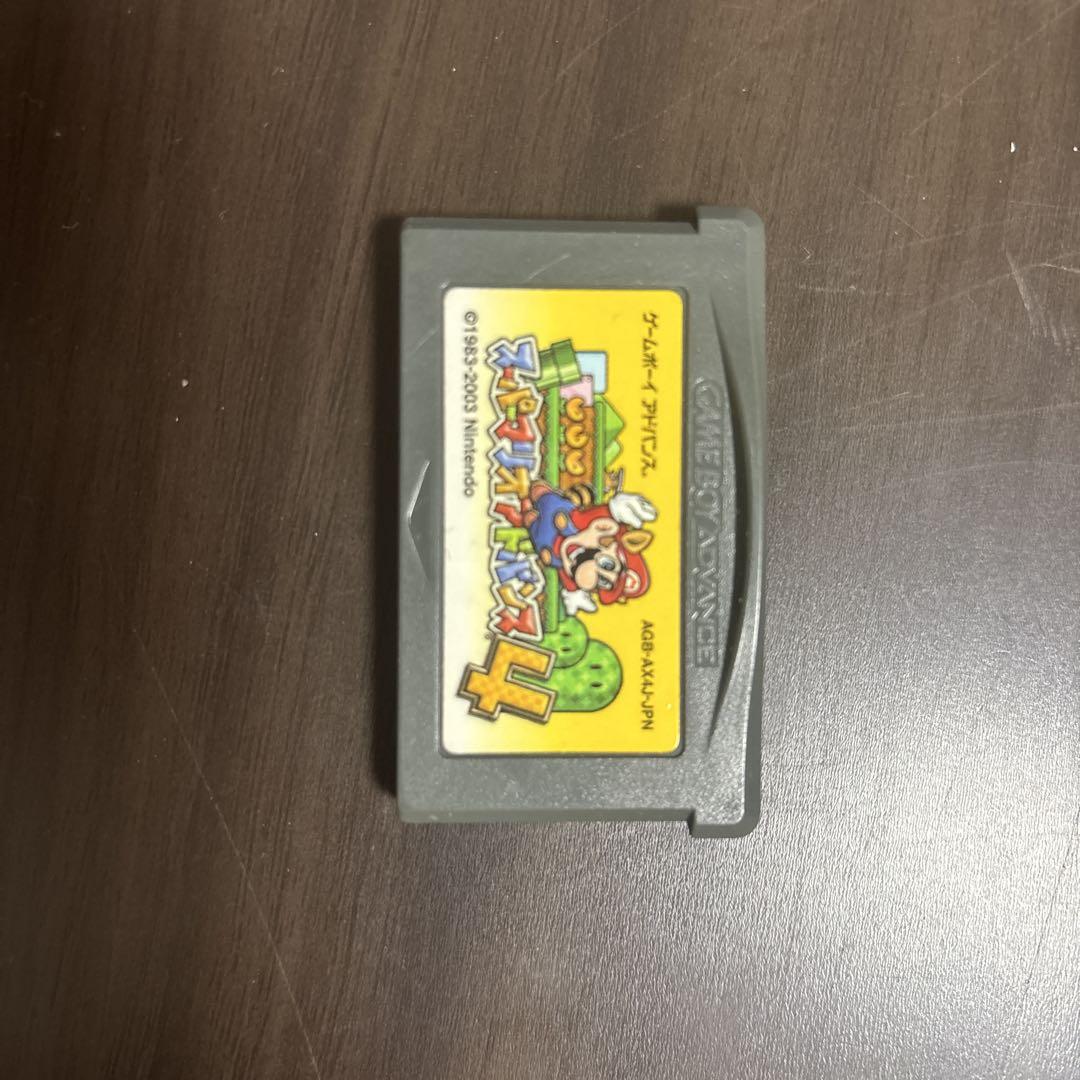 GAME BOY ADVANCE
ゲームボーイ アドバンス
AGB-AX4J-JPN
スーパーマリオアドバンス4
©1983-2003 Nintendo